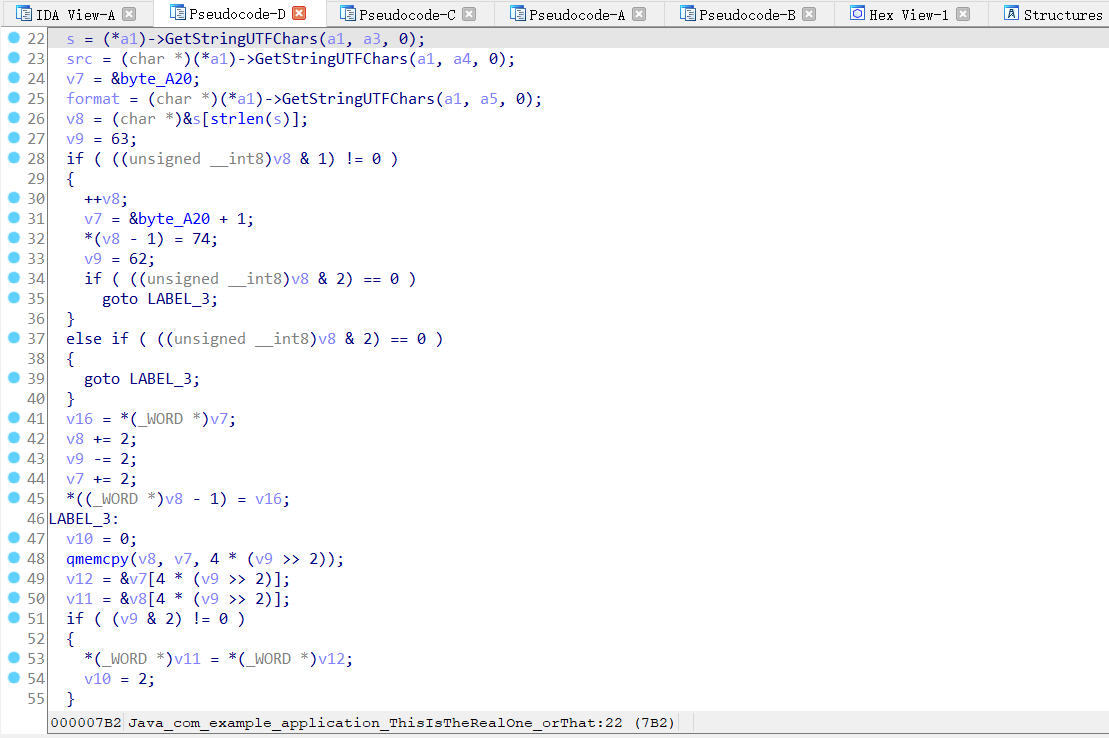 IDA View-A Pseudocode-D Pseudocode-C Pseudocode-A Pseudocode-B Hex View-1 Structures
22 s = (*a1)->GetStringUTFChars(a1, a3, 0);
23 src = (char *)(*a1)->GetStringUTFChars(a1, a4, 0);
24 v7 = &byte_A20;
25 format = (char *)(*a1)->GetStringUTFChars(a1, a5, 0);
26 v8 = (char *)&s[strlen(s)];
27 v9 = 63;
28 if ( ((unsigned __int8)v8 & 1) != 0 )
29 {
30 ++v8;
31 v7 = &byte_A20 + 1;
32 *(v8 - 1) = 74;
33 v9 = 62;
34 if ( ((unsigned __int8)v8 & 2) == 0 )
35 goto LABEL_3;
36 }
37 else if ( ((unsigned __int8)v8 & 2) == 0 )
38 {
39 goto LABEL_3;
40 }
41 v16 = *(_WORD *)v7;
42 v8 += 2;
43 v9 -= 2;
44 v7 += 2;
45 *((_WORD *)v8 - 1) = v16;
46 LABEL_3:
47 v10 = 0;
48 qmemcpy(v8, v7, 4 * (v9 >> 2));
49 v12 = &v7[4 * (v9 >> 2)];
50 v11 = &v8[4 * (v9 >> 2)];
51 if ( (v9 & 2) != 0 )
52 {
53 *(_WORD *)v11 = *(_WORD *)v12;
54 v10 = 2;
55 }
000007B2 Java_com_example_application_ThisIsTheRealOne_orThat:22 (7B2)